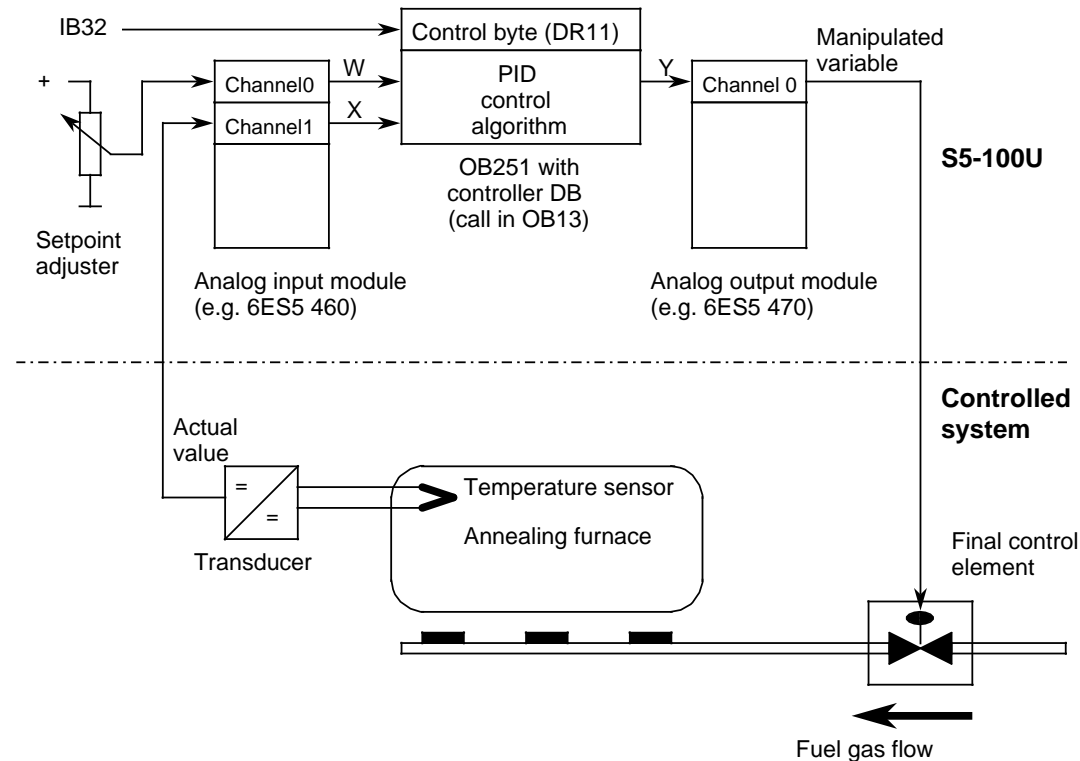 IB32
Control byte (DR11)
Manipulated
variable
+
Channel0
W
PID
control
algorithm
Y
Channel 0
Channel1
X
S5-100U
OB251 with
controller DB
(call in OB13)
Setpoint
adjuster
Analog input module
(e.g. 6ES5 460)
Analog output module
(e.g. 6ES5 470)
Controlled
system
Actual
value
=
=
Transducer
Temperature sensor
Annealing furnace
Final control
element
Fuel gas flow